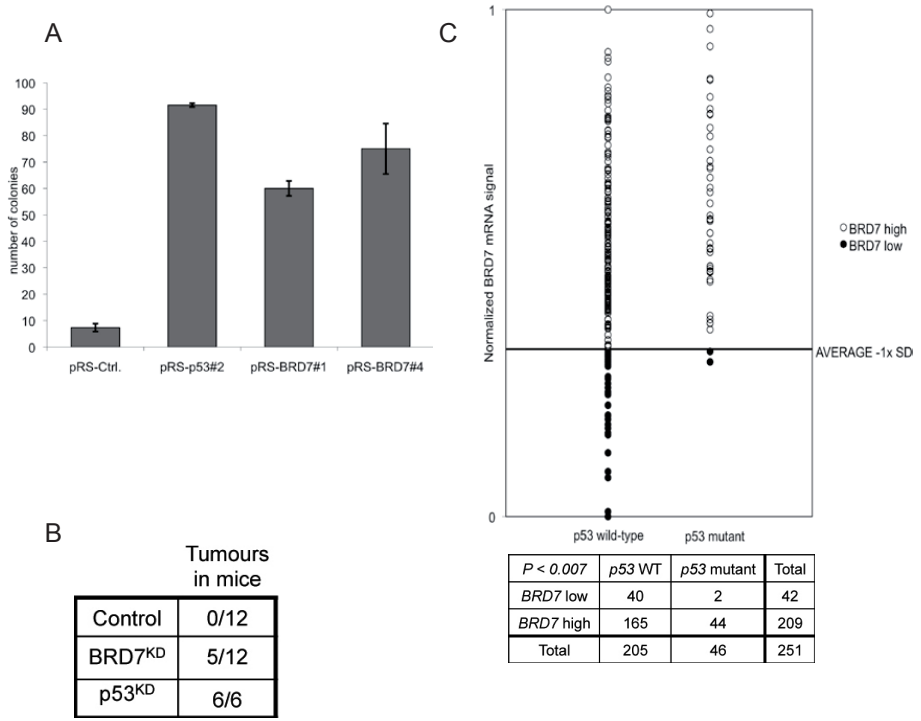 A
100
90
80
70
60
50
40
30
20
10
0
number of colonies
pRS-Ctrl. pRS-p53#2 pRS-BRD7#1 pRS-BRD7#4
B
Tumours
in mice
Control 0/12
BRD7KD 5/12
p53KD 6/6
C
1
Normalized BRD7 mRNA signal
0
BRD7 high
BRD7 low
AVERAGE -1x SD
p53 wild-type p53 mutant
P < 0.007 p53 WT p53 mutant Total
BRD7 low 40 2 42
BRD7 high 165 44 209
Total 205 46 251